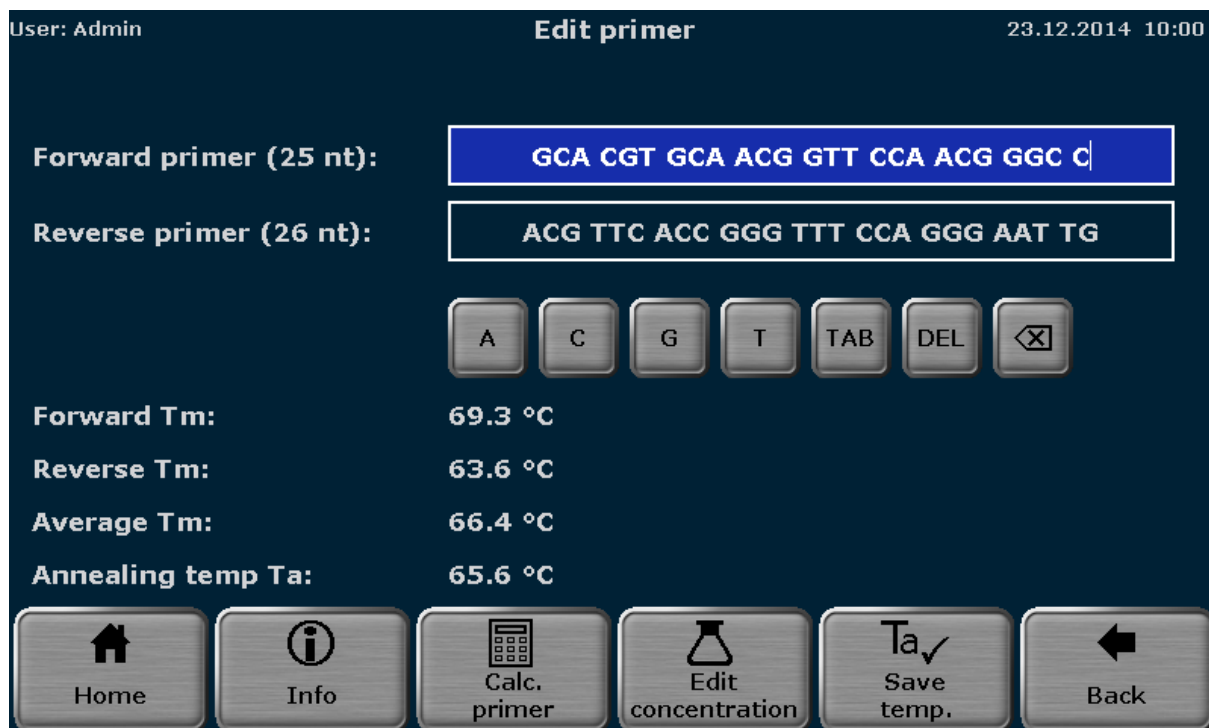 User: Admin Edit primer 23.12.2014 10:00
Forward primer (25 nt): GCA CGT GCA ACG GTT CCA ACG GGC C
Reverse primer (26 nt): ACG TTC ACC GGG TTT CCA GGG AAT TG
A C G T TAB DEL
Forward Tm: 69.3 °C
Reverse Tm: 63.6 °C
Average Tm: 66.4 °C
Annealing temp Ta: 65.6 °C
Ta
Home Info Calc. primer Edit concentration Save temp. Back